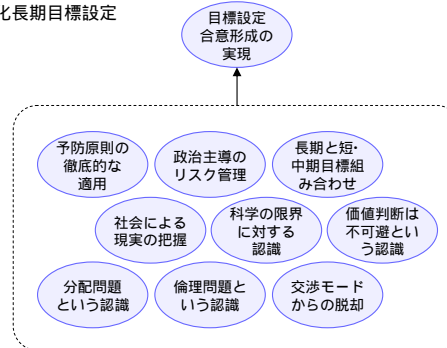 化長期目標設定
目標設定
合意形成の
実現
予防原則の
徹底的な
適用
政治主導の
リスク管理
長期と短・
中期目標組
み合わせ
社会による
現実の把握
科学の限界
に対する
認識
価値判断は
不可避とい
う認識
分配問題
という認識
倫理問題と
いう認識
交渉モード
からの脱却